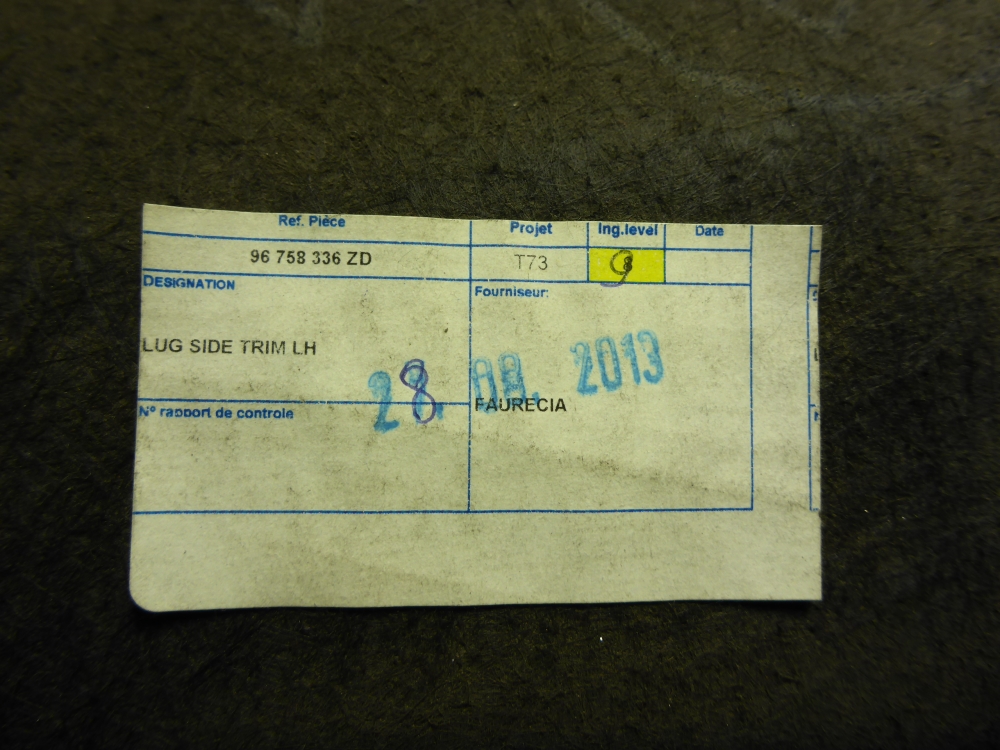 Ref. Pièce Projet Ing.level Date
96 758 336 ZD T73 9
DESIGNATION
Fourniseur:
LUG SIDE TRIM LH
28. 08. 2013
FAURECIA
N° rapport de controle